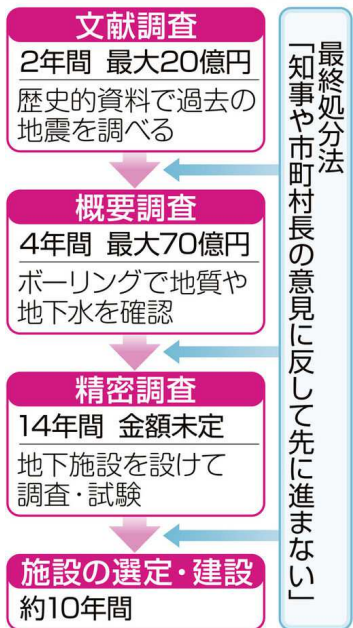 文献調査
2年間 最大20億円
歴史的資料で過去の
地震を調べる
概要調査
4年間 最大70億円
ボーリングで地質や
地下水を確認
精密調査
14年間 金額未定
地下施設を設けて
調査・試験
施設の選定・建設
約10年間
最終処分法
「知事や市町村長の意見に反して先に進まない」